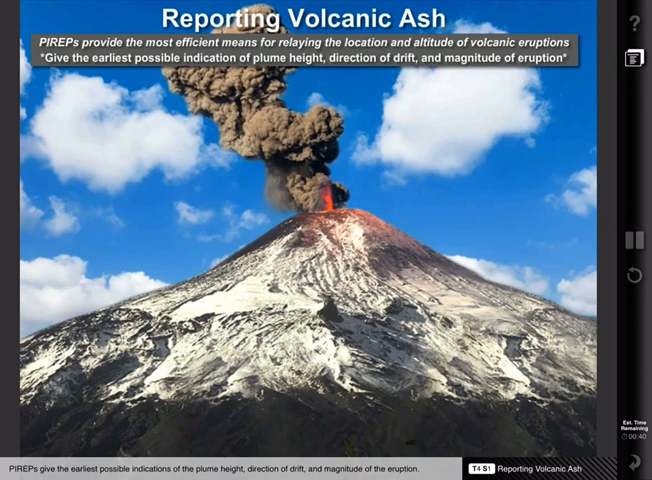 Reporting Volcanic Ash
PIREPs provide the most efficient means for relaying the location and altitude of volcanic eruptions
*Give the earliest possible indication of plume height, direction of drift, and magnitude of eruption*
?
Est. Time
Remaining
00:40
PIREPs give the earliest possible indications of the plume height, direction of drift, and magnitude of the eruption.
T4 S1 Reporting Volcanic Ash